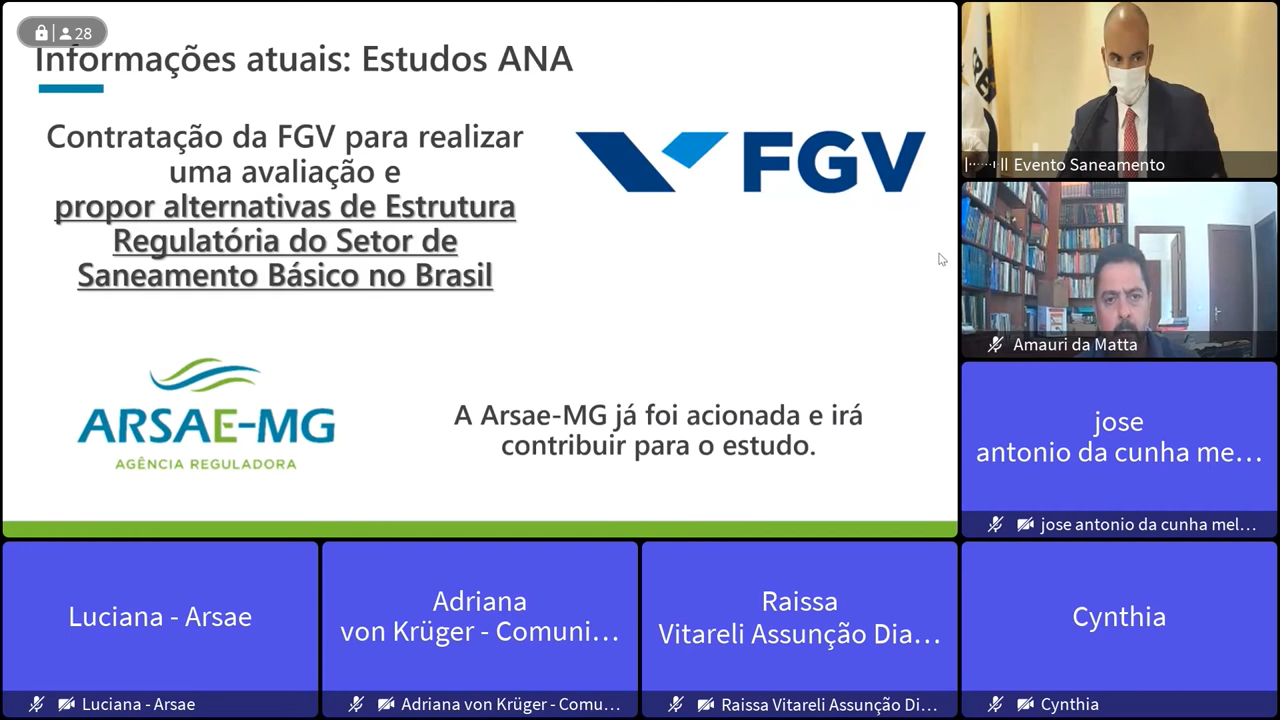 28
Informações atuais: Estudos ANA
Contratação da FGV para realizar
uma avaliação e
propor alternativas de Estrutura
Regulatória do Setor de
Saneamento Básico no Brasil
FGV
ARSAE-MG
AGÊNCIA REGULADORA
A Arsae-MG já foi acionada e irá
contribuir para o estudo.
Evento Saneamento
Amauri da Matta
jose
antonio da cunha me...
jose antonio da cunha mel...
Luciana - Arsae
Luciana - Arsae
Adriana
von Krüger - Comuni...
Adriana von Krüger - Comu...
Raissa
Vitareli Assunção Dia...
Raissa Vitareli Assunção Di...
Cynthia
Cynthia